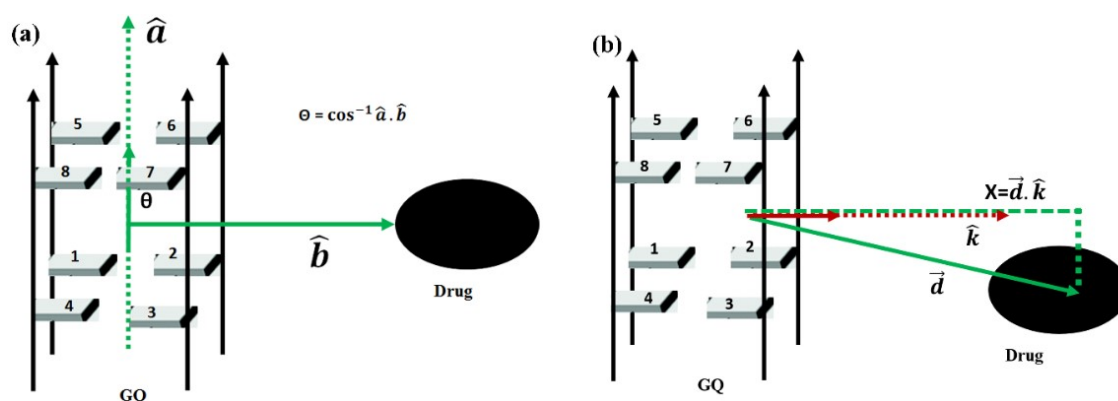 (a)
â
Θ = cos⁻¹ â . b̂
5
6
8
7
θ
b̂
1
2
4
3
Drug
GQ
(b)
5
6
8
7
X=d⃗.k̂
k̂
1
2
d⃗
4
3
Drug
GQ